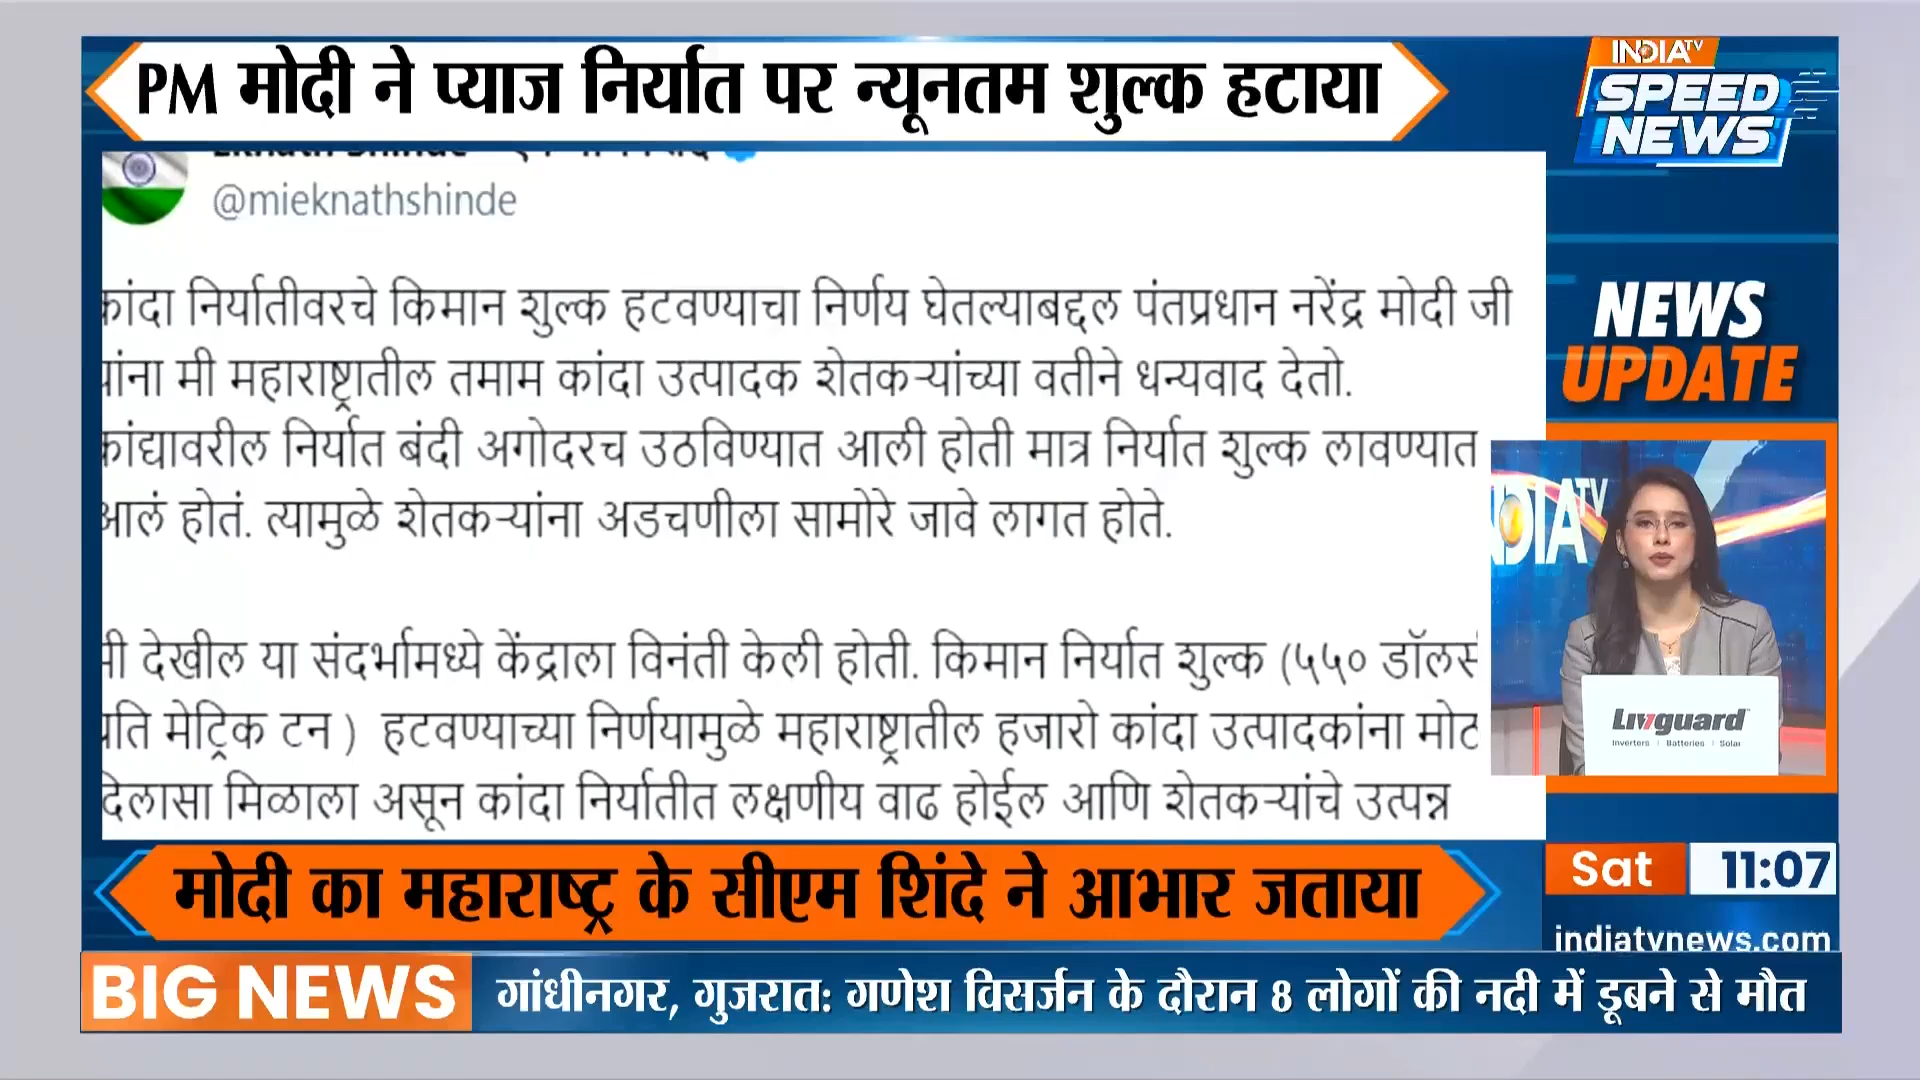 PM मोदी ने प्याज निर्यात पर न्यूनतम शुल्क हटाया
INDIA TV
SPEED
NEWS
@mieknathshinde
कांदा निर्यातीवरचे किमान शुल्क हटवण्याचा निर्णय घेतल्याबद्दल पंतप्रधान नरेंद्र मोदी जी
यांना मी महाराष्ट्रातील तमाम कांदा उत्पादक शेतकऱ्यांच्या वतीने धन्यवाद देतो.
कांद्यावरील निर्यात बंदी अगोदरच उठविण्यात आली होती मात्र निर्यात शुल्क लावण्यात
आलं होतं. त्यामुळे शेतकऱ्यांना अडचणीला सामोरे जावे लागत होते.
मी देखील या संदर्भामध्ये केंद्राला विनंती केली होती. किमान निर्यात शुल्क (५५० डॉलर्स
प्रति मेट्रिक टन ) हटवण्याच्या निर्णयामुळे महाराष्ट्रातील हजारो कांदा उत्पादकांना
दिलासा मिळाला असून कांदा निर्यातीत लक्षणीय वाढ होईल आणि शेतकऱ्यांचे उत्पन्न
NEWS
UPDATE
INDIA TV
Livguard
Inverters | Batteries | Solar
मोदी का महाराष्ट्र के सीएम शिंदे ने आभार जताया
Sat 11:07
indiatvnews.com
BIG NEWS गांधीनगर, गुजरात: गणेश विसर्जन के दौरान 8 लोगों की नदी में डूबने से मौत